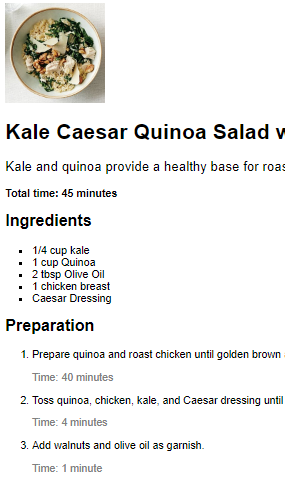 Kale Caesar Quinoa Salad w
Kale and quinoa provide a healthy base for roas
Total time: 45 minutes
Ingredients
1/4 cup kale
1 cup Quinoa
2 tbsp Olive Oil
1 chicken breast
Caesar Dressing
Preparation
1. Prepare quinoa and roast chicken until golden brown
Time: 40 minutes
2. Toss quinoa, chicken, kale, and Caesar dressing until
Time: 4 minutes
3. Add walnuts and olive oil as garnish.
Time: 1 minute